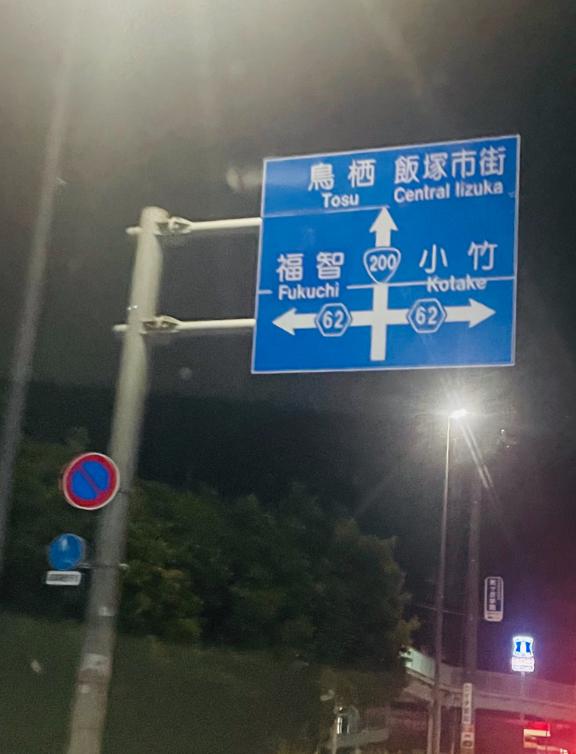 鳥栖 飯塚市街
Tosu Central Iizuka
200
福智 小竹
Fukuchi Kotake
62 62